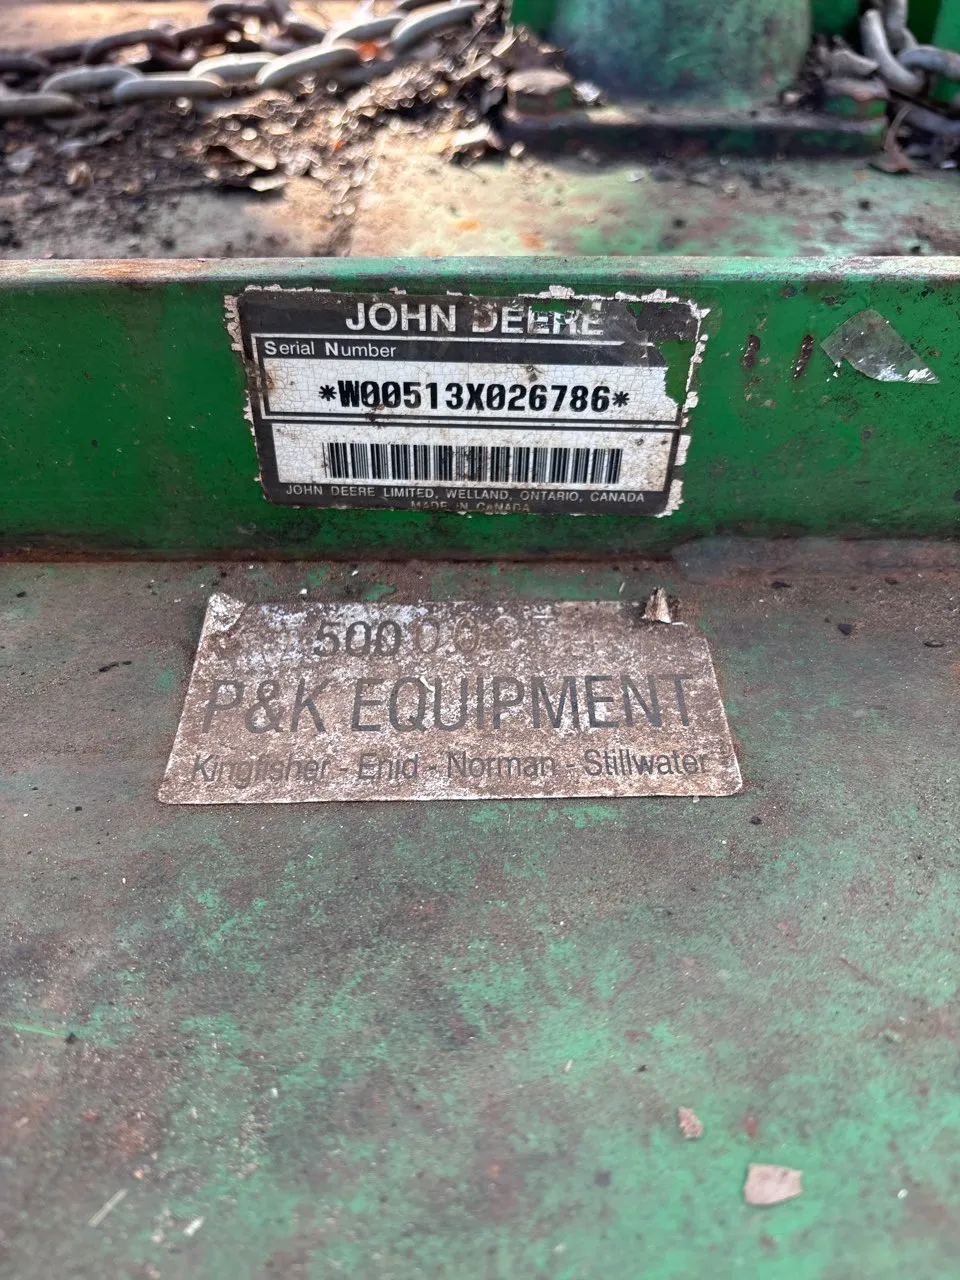 JOHN DEERE
Serial Number
*W00513X026786*
JOHN DEERE LIMITED, WELLAND, ONTARIO, CANADA
MADE IN CANADA
P&K EQUIPMENT
Kingfisher - Enid - Norman - Stillwater